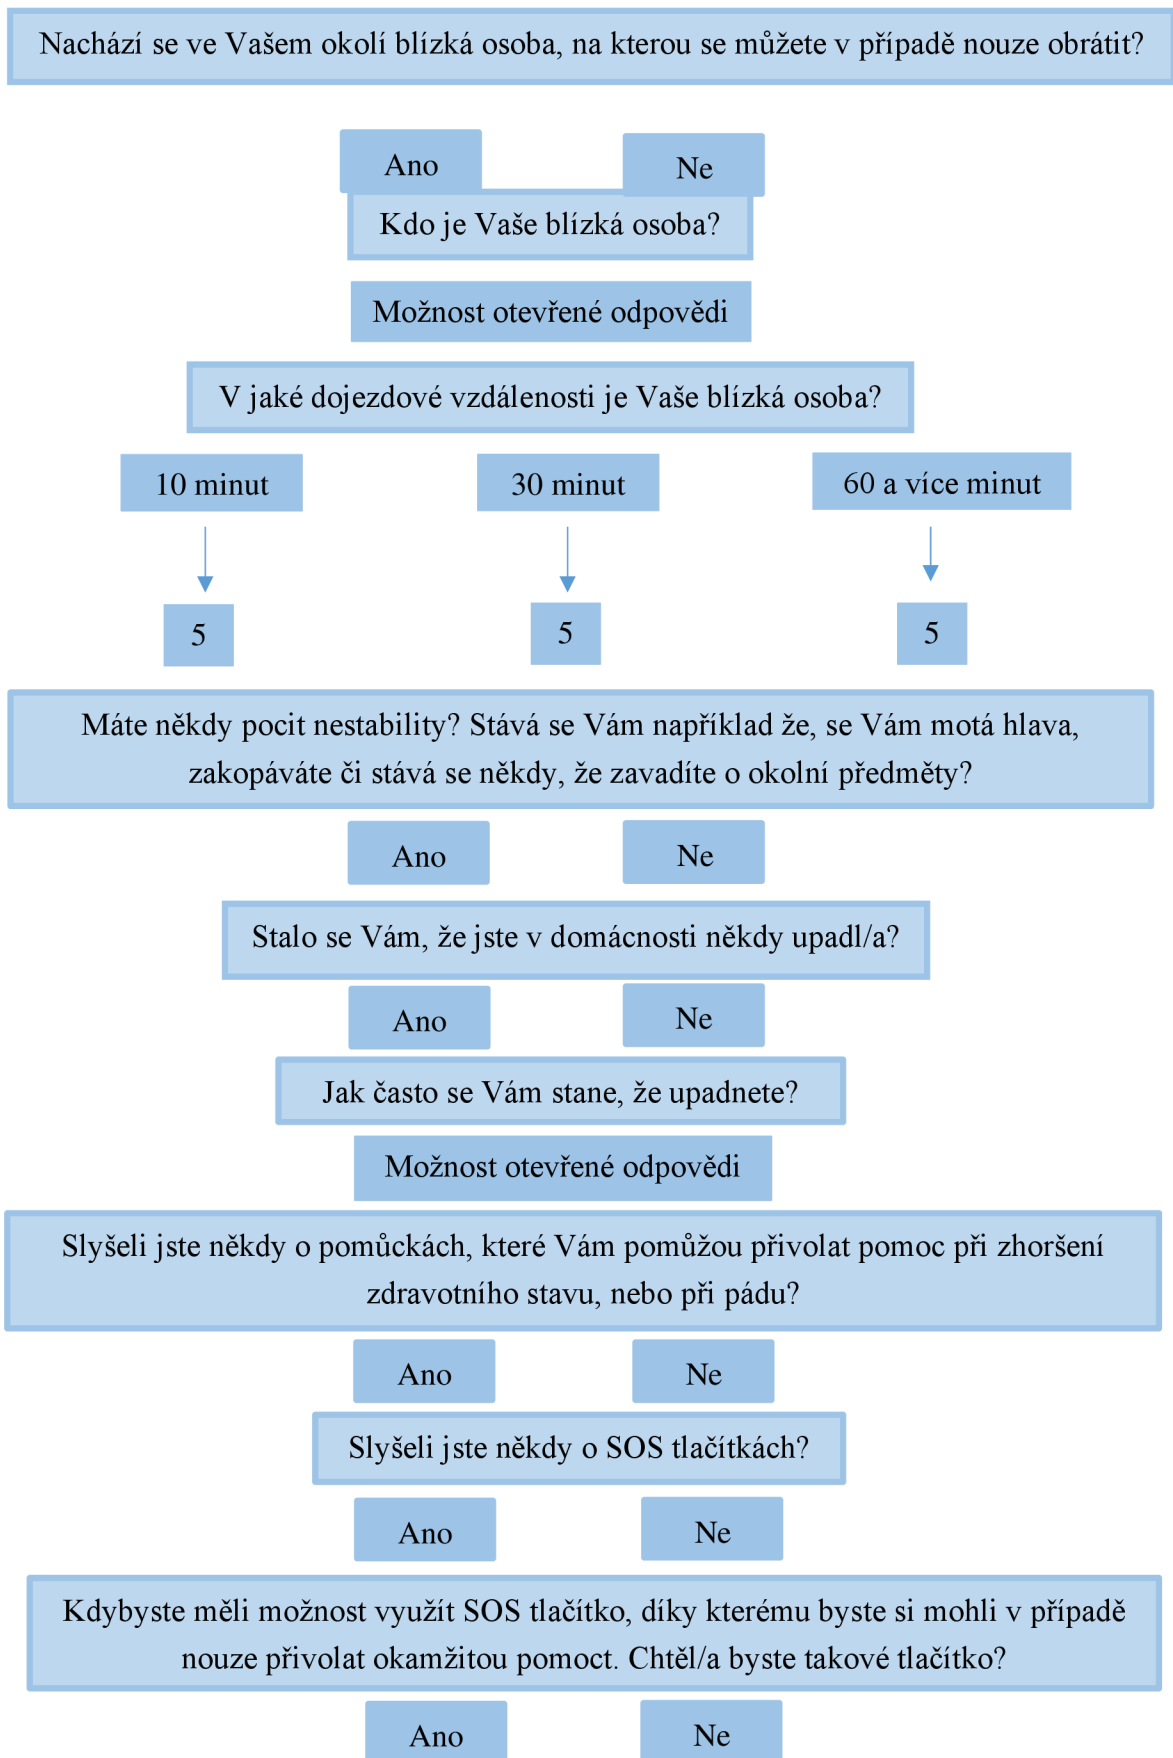 Nachází se ve Vašem okolí blízká osoba, na kterou se můžete v případě nouze obrátit?
Ano
Ne
Kdo je Vaše blízká osoba?
Možnost otevřené odpovědi
V jaké dojezdové vzdálenosti je Vaše blízká osoba?
10 minut
30 minut
60 a více minut
5
5
5
Máte někdy pocit nestability? Stává se Vám například že, se Vám motá hlava,
zakopáváte či stává se někdy, že zavadíte o okolní předměty?
Ano
Ne
Stalo se Vám, že jste v domácnosti někdy upadl/a?
Ano
Ne
Jak často se Vám stane, že upadnete?
Možnost otevřené odpovědi
Slyšeli jste někdy o pomůckách, které Vám pomůžou přivolat pomoc při zhoršení
zdravotního stavu, nebo při pádu?
Ano
Ne
Slyšeli jste někdy o SOS tlačítkách?
Ano
Ne
Kdybyste měli možnost využít SOS tlačítko, díky kterému byste si mohli v případě
nouze přivolat okamžitou pomoct. Chtěl/a byste takové tlačítko?
Ano
Ne